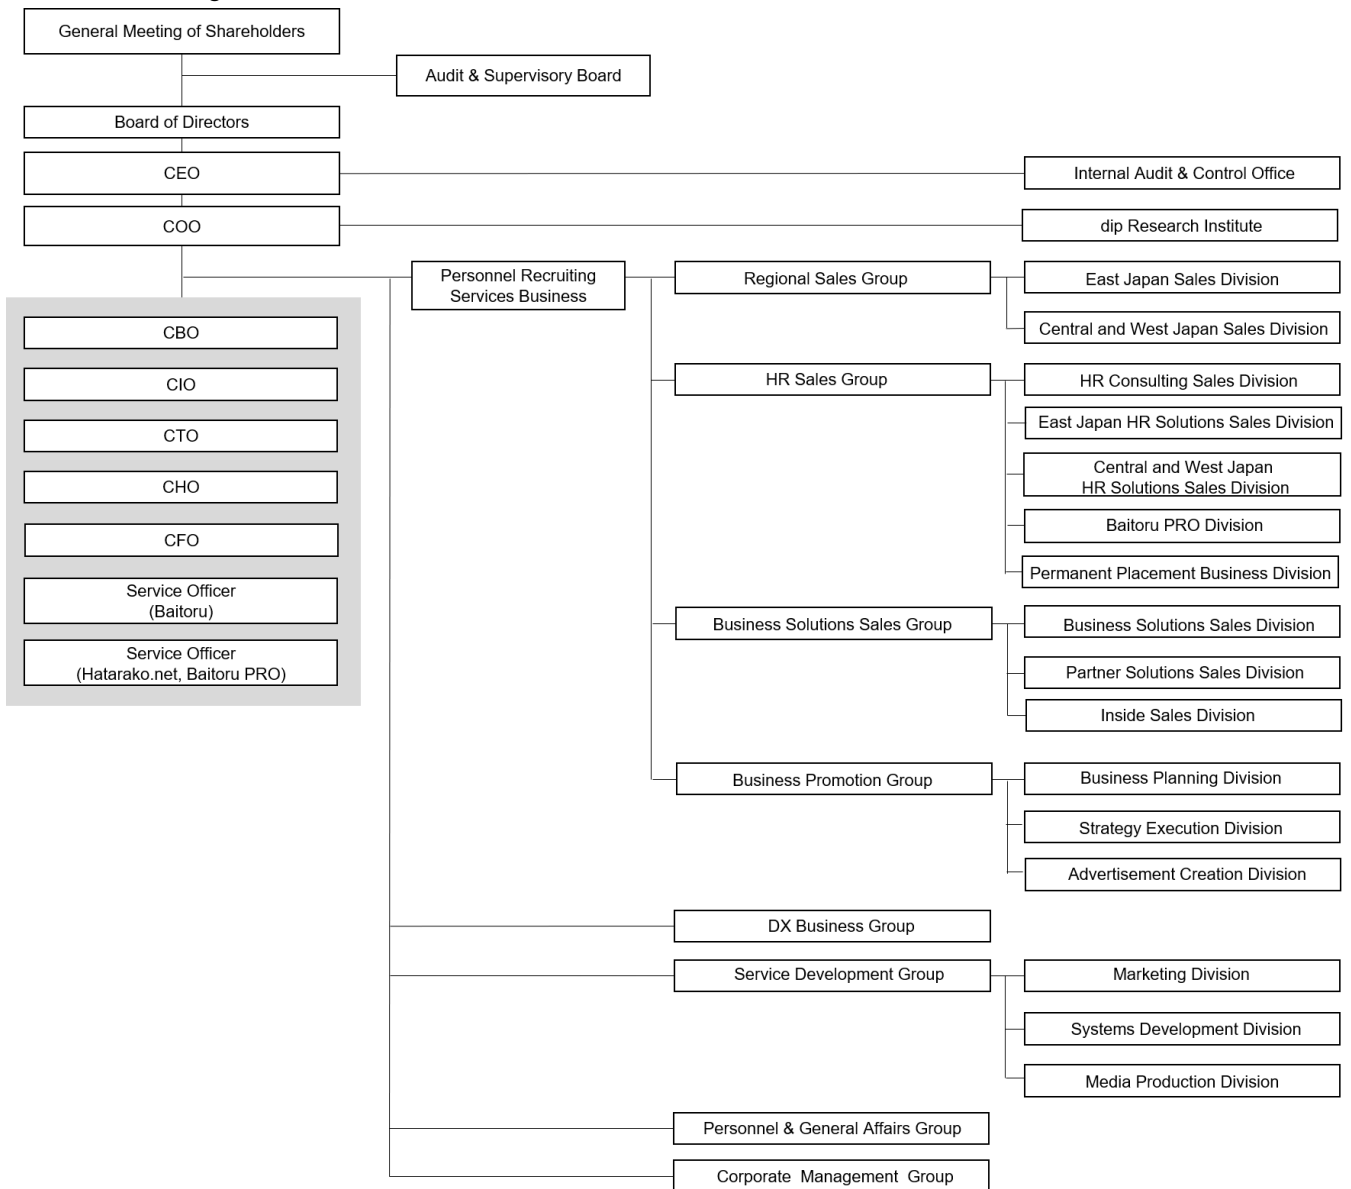 General Meeting of Shareholders
Audit & Supervisory Board
Board of Directors
CEO
Internal Audit & Control Office
COO
dip Research Institute
Personnel Recruiting
Services Business
Regional Sales Group
East Japan Sales Division
Central and West Japan Sales Division
CBO
CIO
CTO
CHO
CFO
Service Officer
(Baitoru)
Service Officer
(Hatarako.net, Baitoru PRO)
HR Sales Group
HR Consulting Sales Division
East Japan HR Solutions Sales Division
Central and West Japan
HR Solutions Sales Division
Baitoru PRO Division
Permanent Placement Business Division
Business Solutions Sales Group
Business Solutions Sales Division
Partner Solutions Sales Division
Inside Sales Division
Business Promotion Group
Business Planning Division
Strategy Execution Division
Advertisement Creation Division
DX Business Group
Service Development Group
Marketing Division
Systems Development Division
Media Production Division
Personnel & General Affairs Group
Corporate Management Group